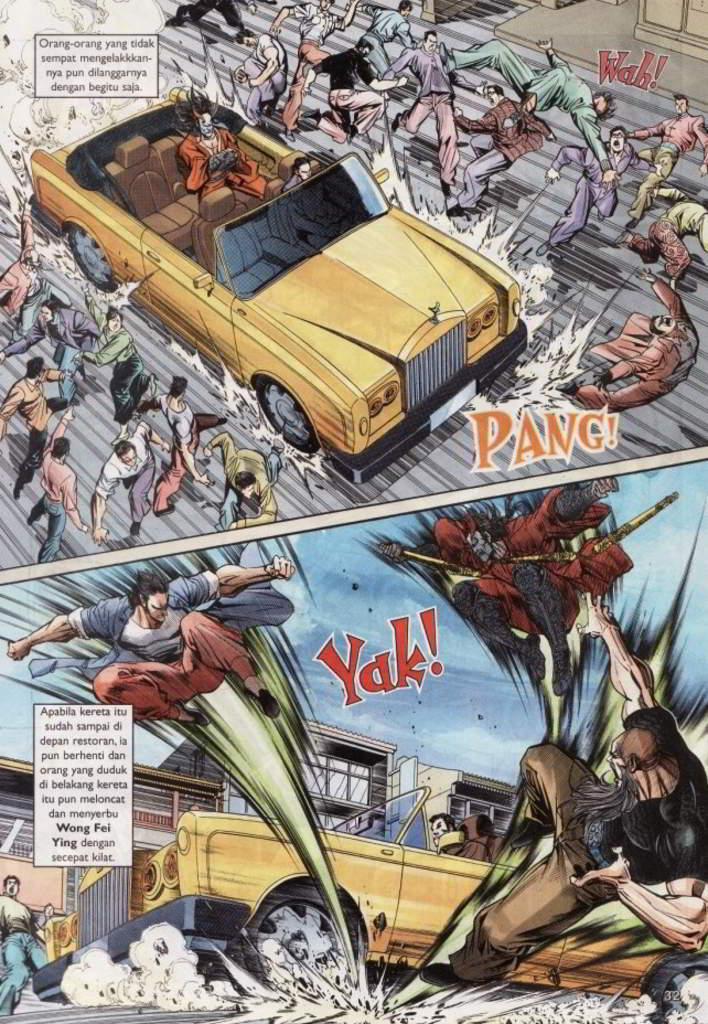 Orang-orang yang tidak
sempat mengelakkkan-
nya pun dilanggarnya
dengan begitu saja.
Wah!
PANG!
Yak!
Apabila kereta itu
sudah sampai di
depan restoran, ia
pun berhenti dan
orang yang duduk
di belakang kereta
itu pun meloncat
dan menyerbu
Wong Fei
Ying dengan
secepat kilat.
32